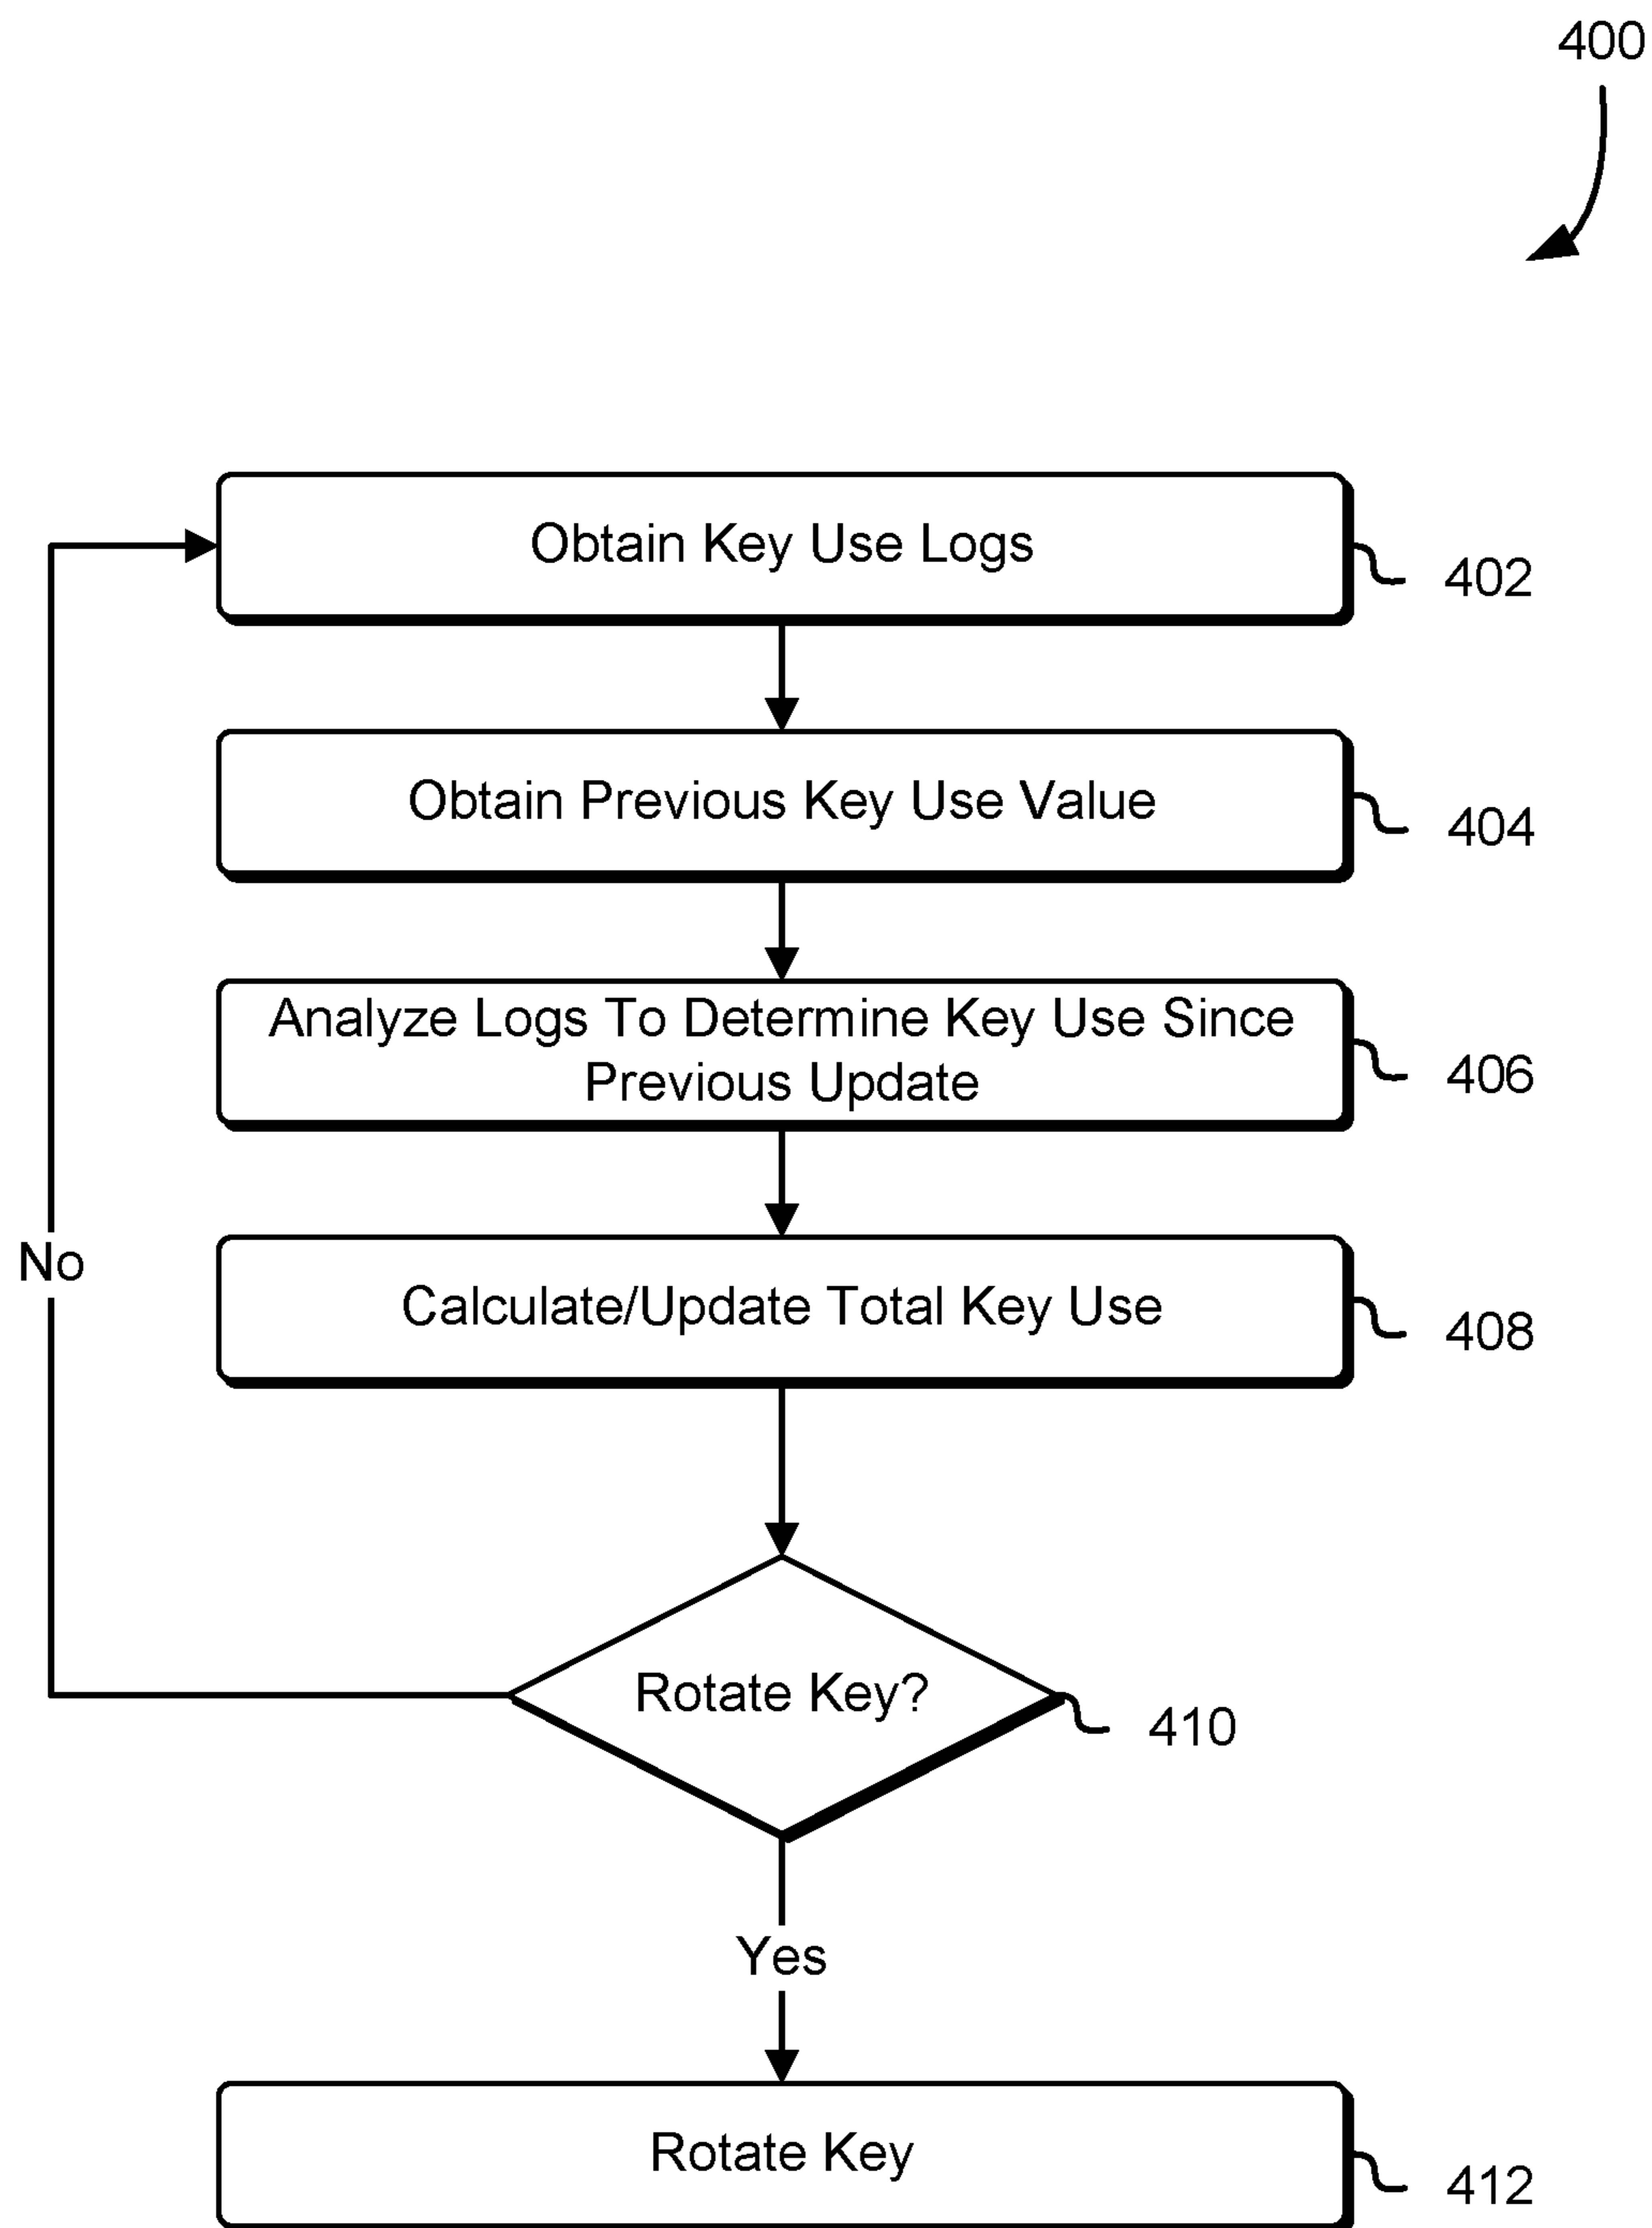 400
Obtain Key Use Logs
402
Obtain Previous Key Use Value
404
Analyze Logs To Determine Key Use Since
Previous Update
406
No
Calculate/Update Total Key Use
408
Rotate Key?
410
Yes
Rotate Key
412